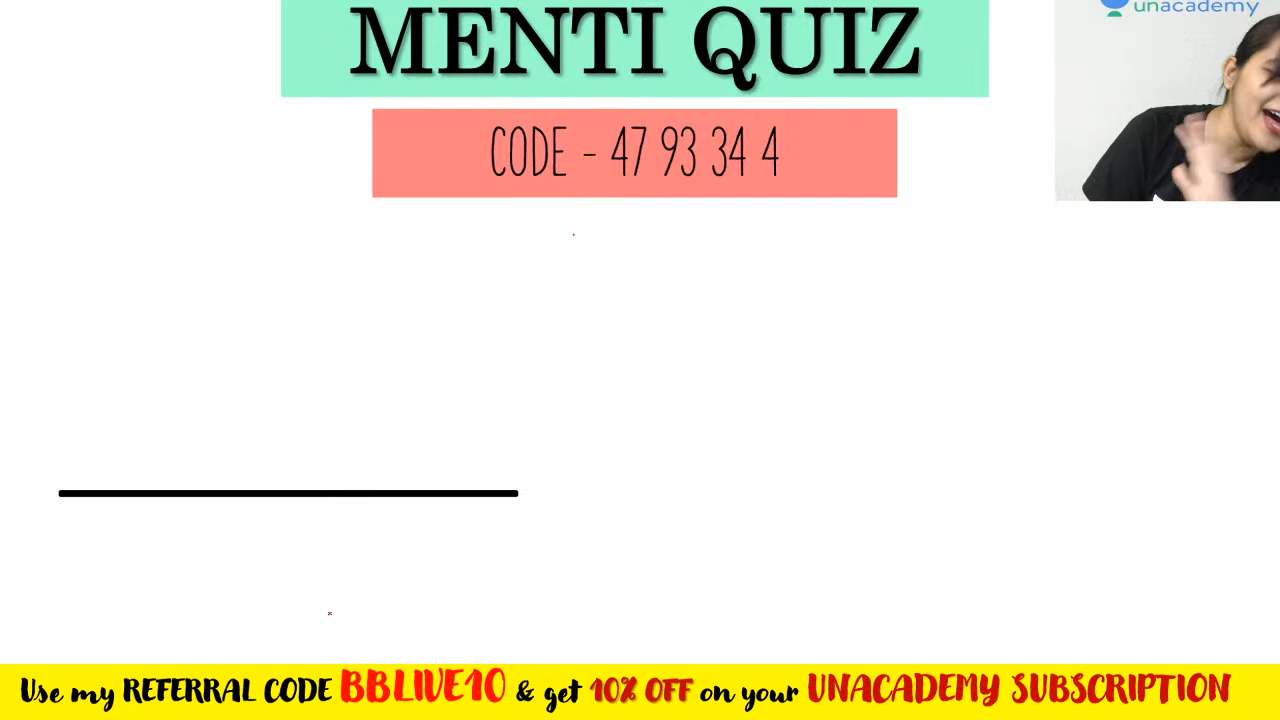 MENTI QUIZ
unacademy
CODE - 47 93 34 4
Use my REFERRAL CODE BBLIVE10 & get 10% OFF on your UNACADEMY SUBSCRIPTION